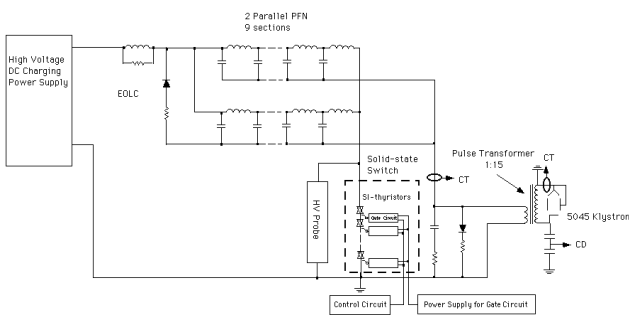 2 Parallel PFN
9 sections
High Voltage
DC Charging
Power Supply
EOLC
Solid-state
Switch
SI-thyristors
Gate Circuit
HV Probe
CT
Pulse Transformer
1:15
CT
5045 Klystron
CD
Control Circuit
Power Supply for Gate Circuit